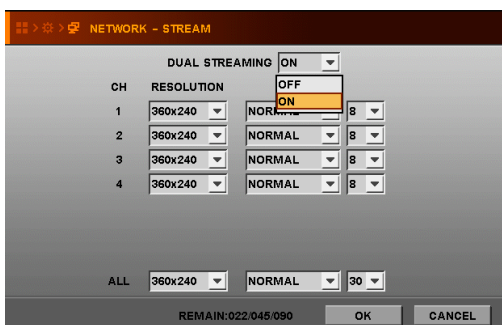 NETWORK - STREAM
DUAL STREAMING ON
OFF
ON
CH RESOLUTION
1 360x240 NORMAL 8
2 360x240 NORMAL 8
3 360x240 NORMAL 8
4 360x240 NORMAL 8
ALL 360x240 NORMAL 30
REMAIN:022/045/090 OK CANCEL